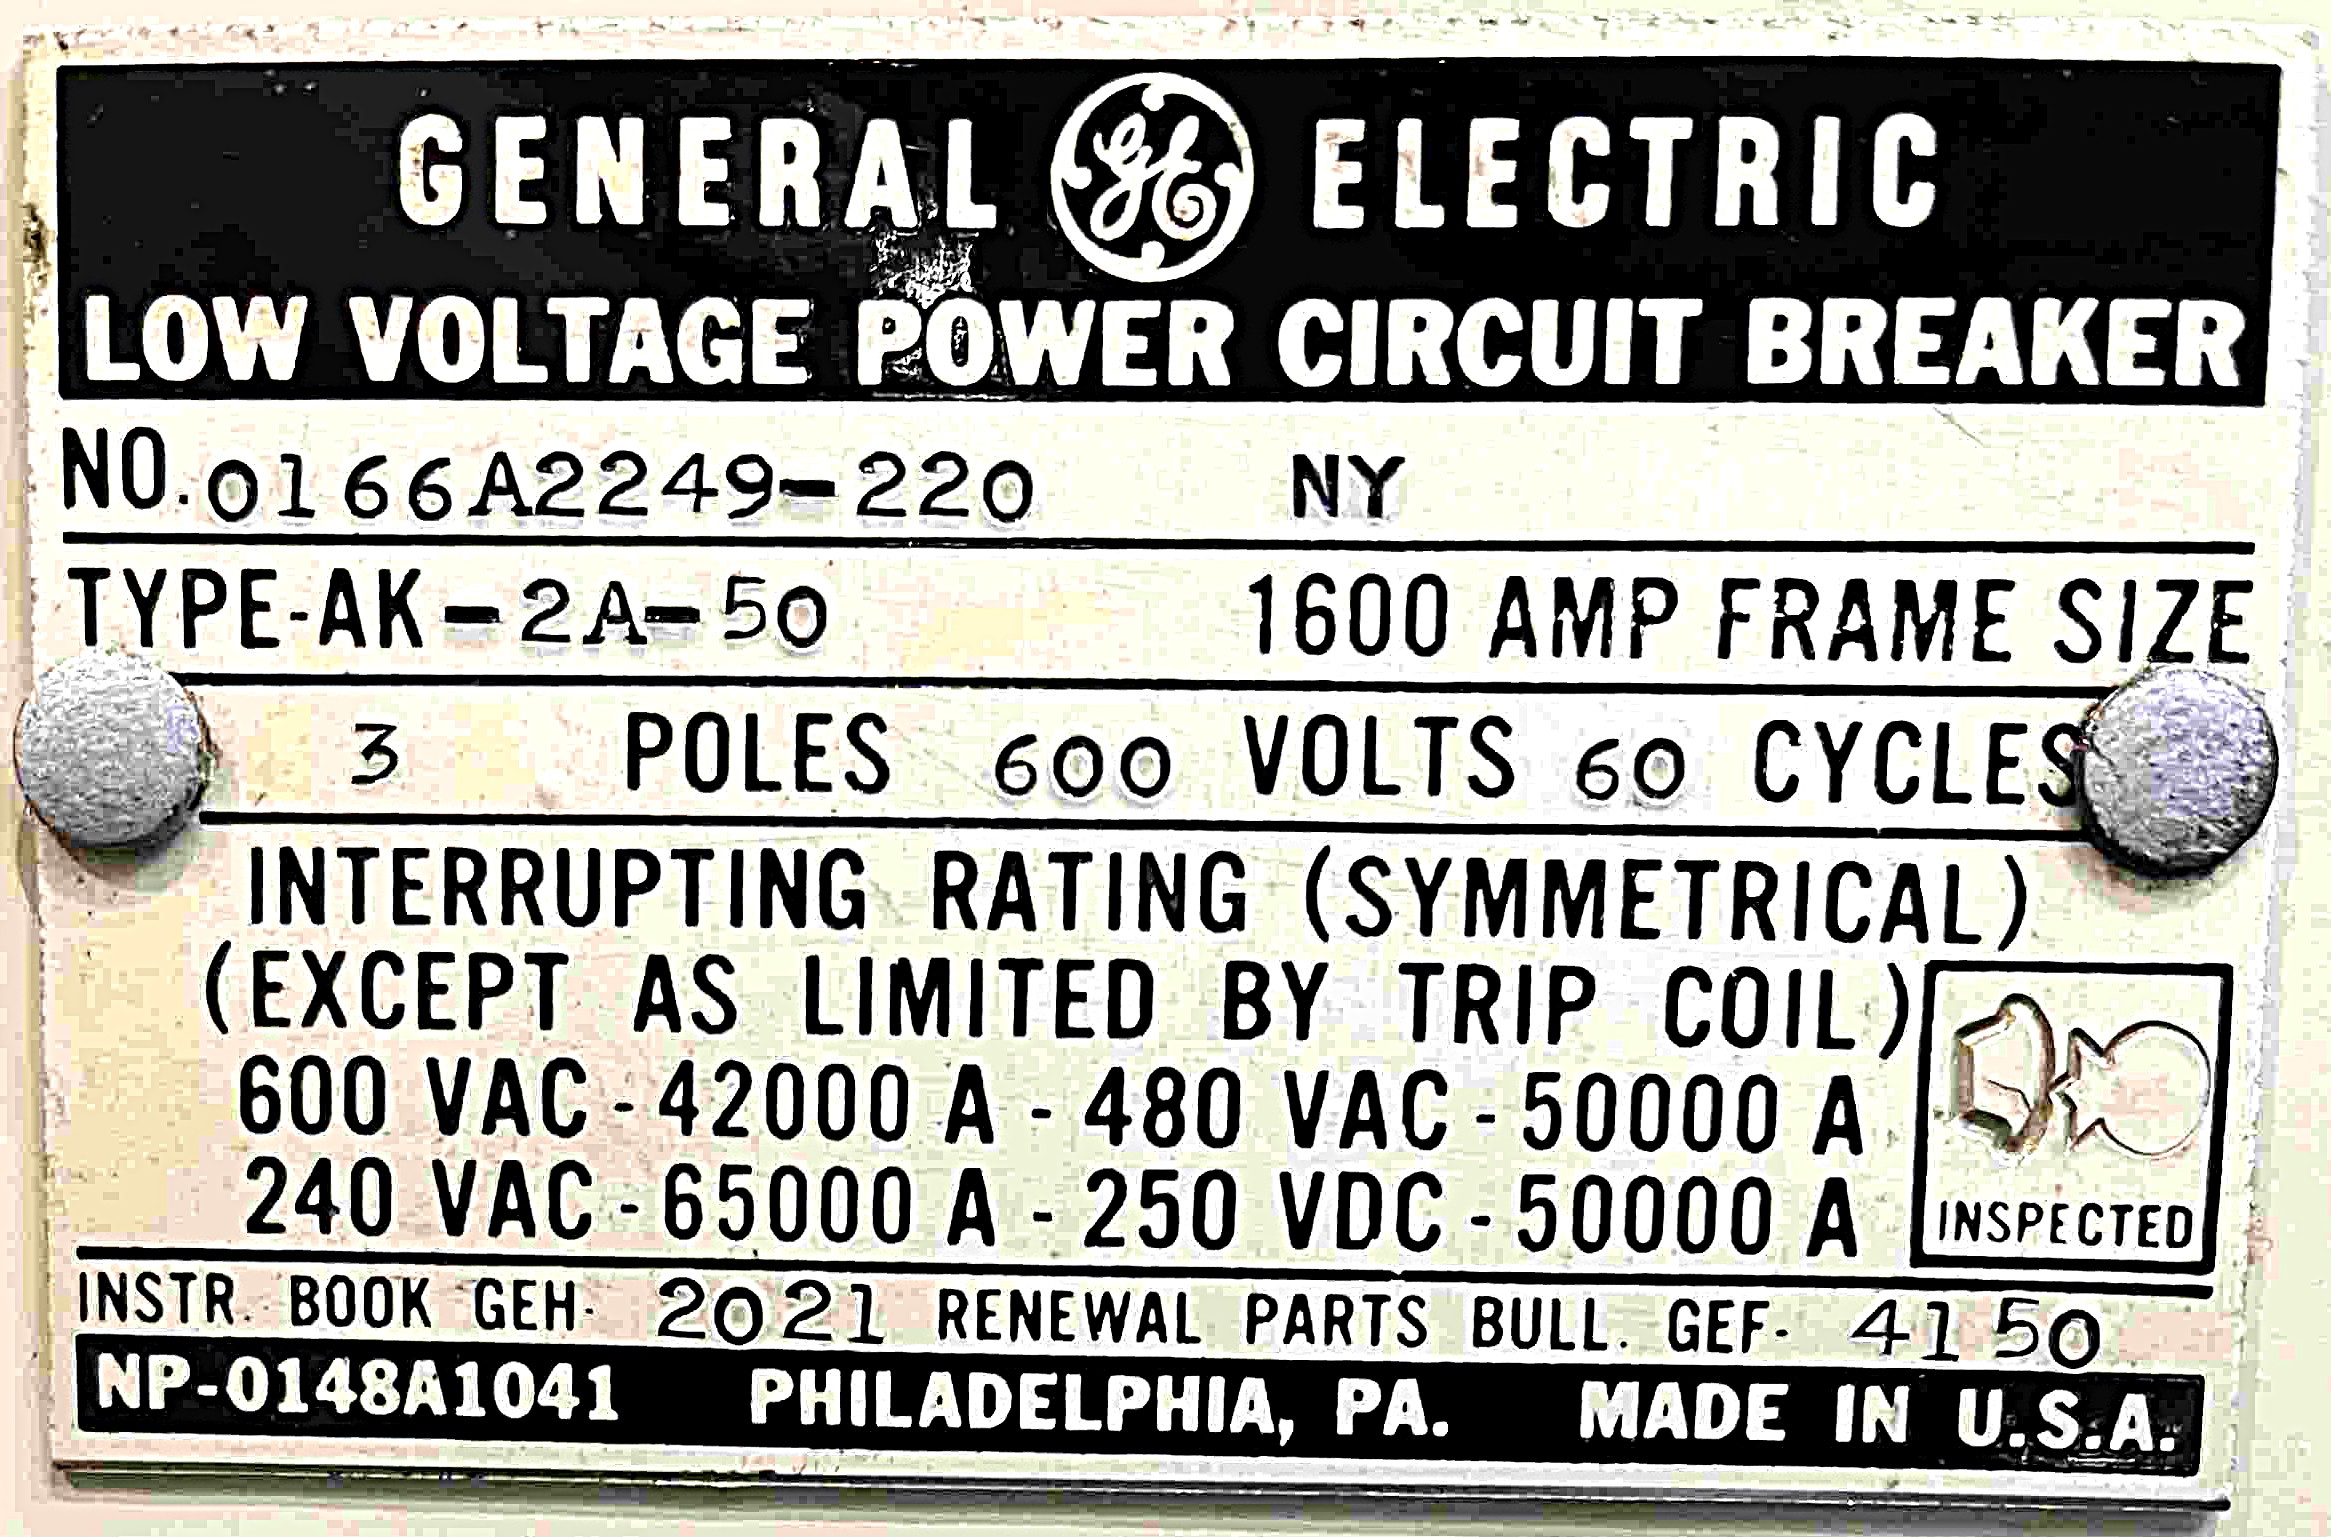 GENERAL GE ELECTRIC
LOW VOLTAGE POWER CIRCUIT BREAKER
NO. 0166A2249-220 NY
TYPE-AK-2A-50 1600 AMP FRAME SIZE
3 POLES 600 VOLTS 60 CYCLES
INTERRUPTING RATING (SYMMETRICAL)
(EXCEPT AS LIMITED BY TRIP COIL)
600 VAC - 42000 A - 480 VAC - 50000 A
240 VAC - 65000 A - 250 VDC - 50000 A
INSPECTED
INSTR. BOOK GEH- 2021 RENEWAL PARTS BULL. GEF- 4150
NP-0148A1041 PHILADELPHIA, PA. MADE IN U.S.A.